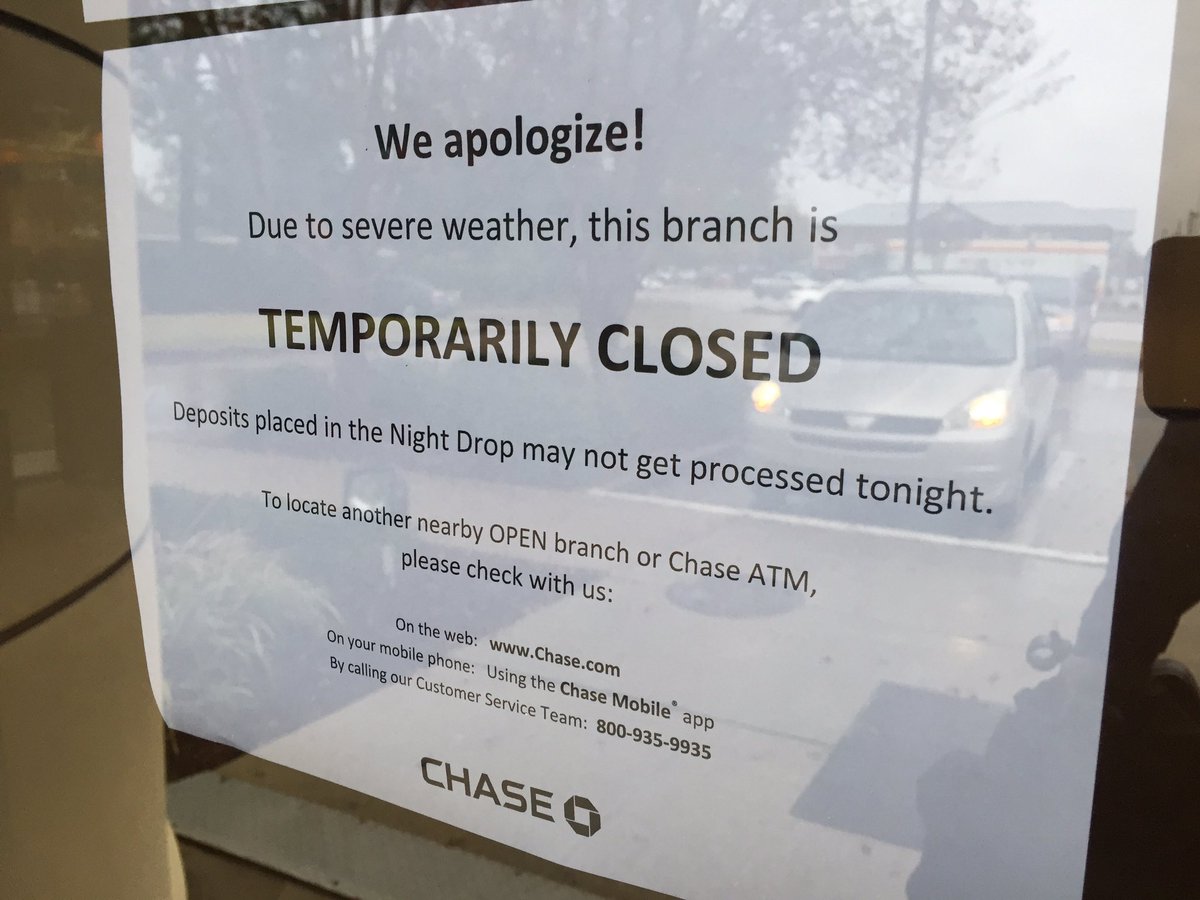 We apologize!
Due to severe weather, this branch is
TEMPORARILY CLOSED
Deposits placed in the Night Drop may not get processed tonight.
To locate another nearby OPEN branch or Chase ATM,
please check with us:
On the web: www.Chase.com
On your mobile phone: Using the Chase Mobile® app
By calling our Customer Service Team: 800-935-9935
CHASE